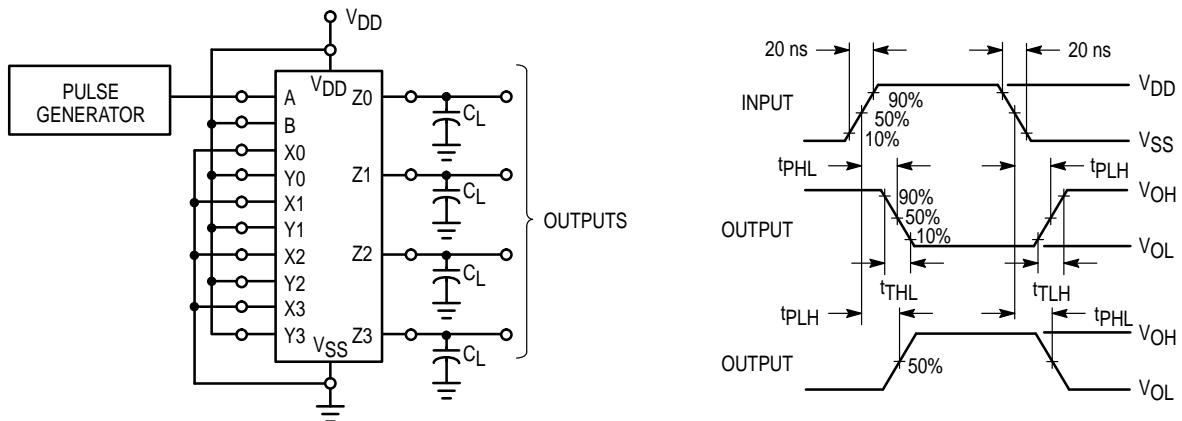 VDD
PULSE
GENERATOR
VDD
A
B
X0
Y0
X1
Y1
X2
Y2
X3
Y3
VSS
Z0
Z1
Z2
Z3
CL
CL
CL
CL
OUTPUTS
20 ns
20 ns
INPUT
90%
50%
10%
VDD
VSS
tPHL
tPLH
OUTPUT
90%
50%
10%
VOH
VOL
tTHL
tTLH
tPLH
tPHL
OUTPUT
50%
VOH
VOL